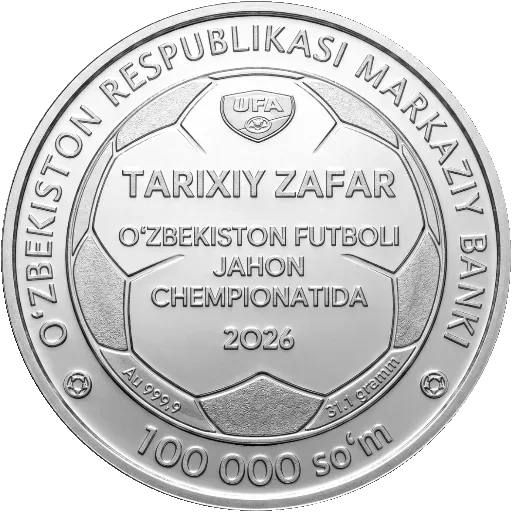 O‘ZBEKISTON RESPUBLIKASI MARKAZIY BANKI
UFA
TARIXIY ZAFAR
O‘ZBEKISTON FUTBOLI
JAHON
CHEMPIONATIDA
2026
Au 999.9
31.1 gramm
100 000 so‘m